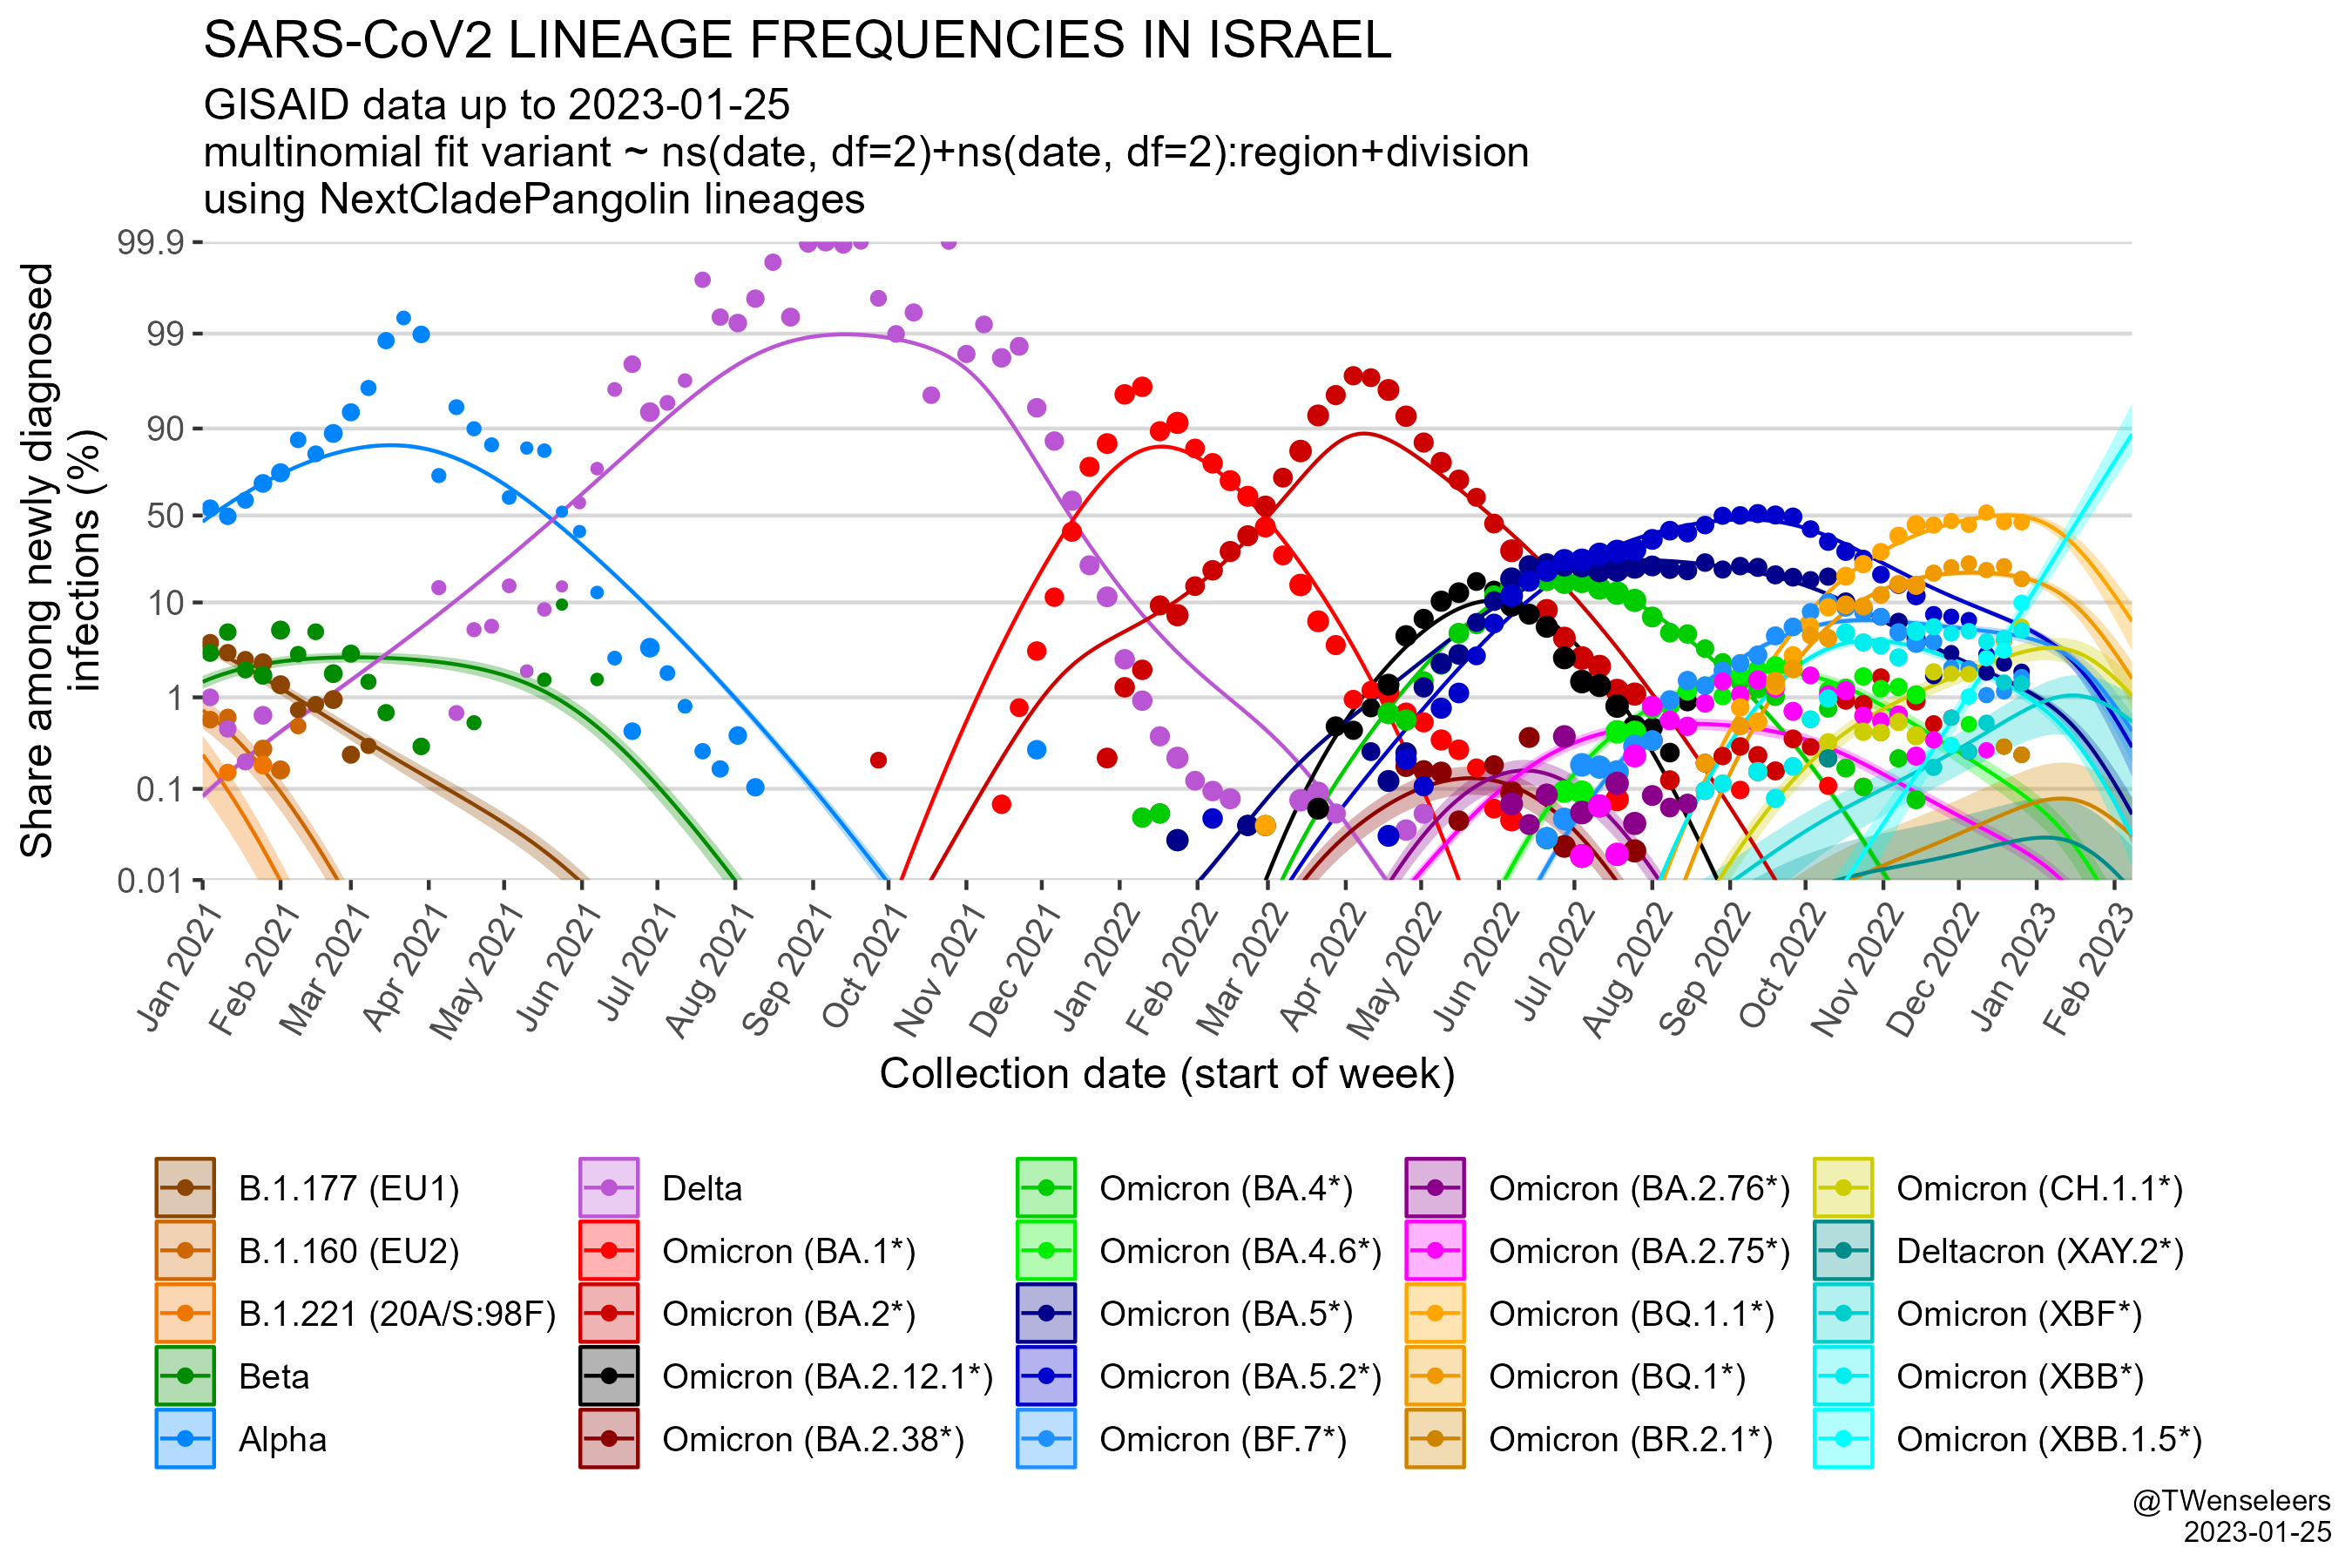 SARS-CoV2 LINEAGE FREQUENCIES IN ISRAEL
GISAID data up to 2023-01-25
multinomial fit variant ~ ns(date, df=2)+ns(date, df=2):region+division
using NextCladePangolin lineages
Share among newly diagnosed
infections (%)
99.9
99
90
50
10
1
0.1
0.01
Jan 2021
Feb 2021
Mar 2021
Apr 2021
May 2021
Jun 2021
Jul 2021
Aug 2021
Sep 2021
Oct 2021
Nov 2021
Dec 2021
Jan 2022
Feb 2022
Mar 2022
Apr 2022
May 2022
Jun 2022
Jul 2022
Aug 2022
Sep 2022
Oct 2022
Nov 2022
Dec 2022
Jan 2023
Feb 2023
Collection date (start of week)
B.1.177 (EU1)
B.1.160 (EU2)
B.1.221 (20A/S:98F)
Beta
Alpha
Delta
Omicron (BA.1*)
Omicron (BA.2*)
Omicron (BA.2.12.1*)
Omicron (BA.2.38*)
Omicron (BA.4*)
Omicron (BA.4.6*)
Omicron (BA.5*)
Omicron (BA.5.2*)
Omicron (BF.7*)
Omicron (BA.2.76*)
Omicron (BA.2.75*)
Omicron (BQ.1.1*)
Omicron (BQ.1*)
Omicron (BR.2.1*)
Omicron (CH.1.1*)
Deltacron (XAY.2*)
Omicron (XBF*)
Omicron (XBB*)
Omicron (XBB.1.5*)
@TWenseleers
2023-01-25